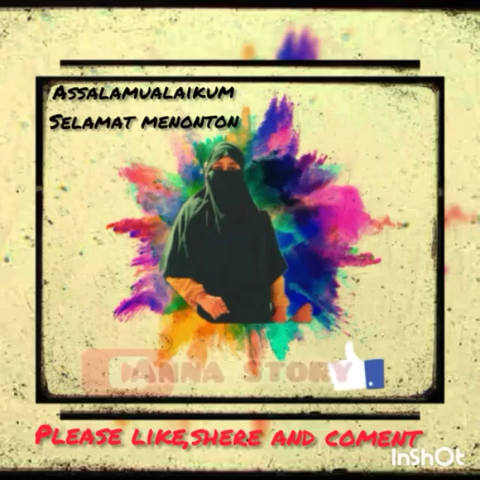 Assalamualaikum
Selamat menonton
Anna Story
Please like,shere and coment
InShOt